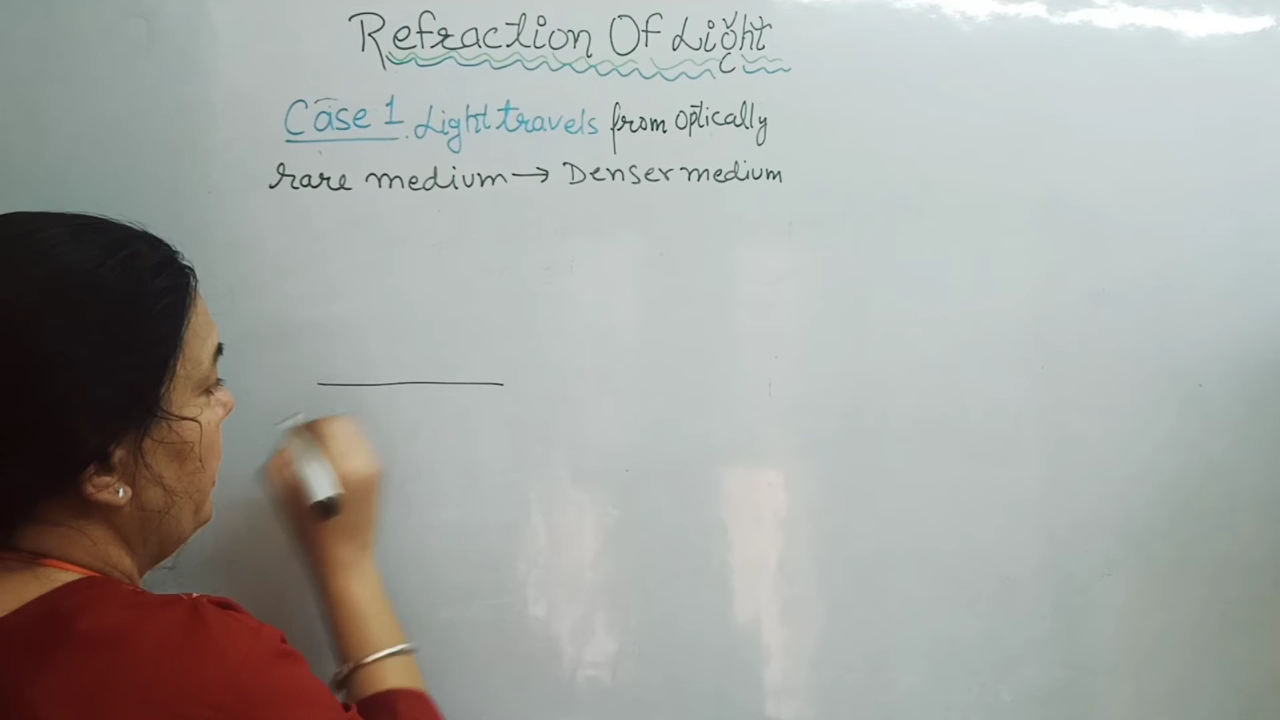 Refraction Of Light
Case 1 Light travels from optically
rare medium → Denser medium